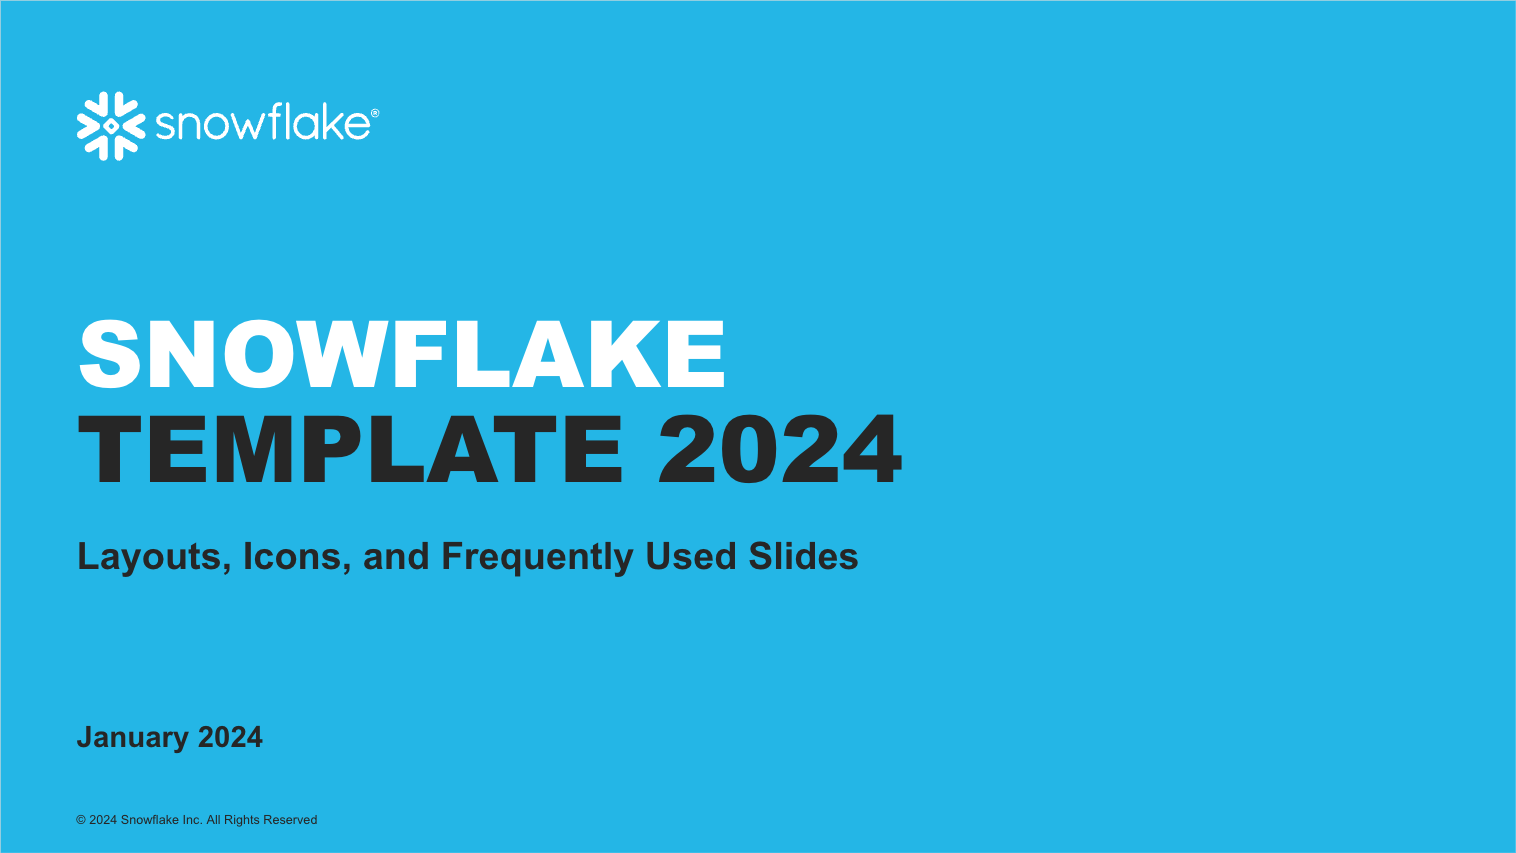 snowflake®
SNOWFLAKE
TEMPLATE 2024
Layouts, Icons, and Frequently Used Slides
January 2024
© 2024 Snowflake Inc. All Rights Reserved